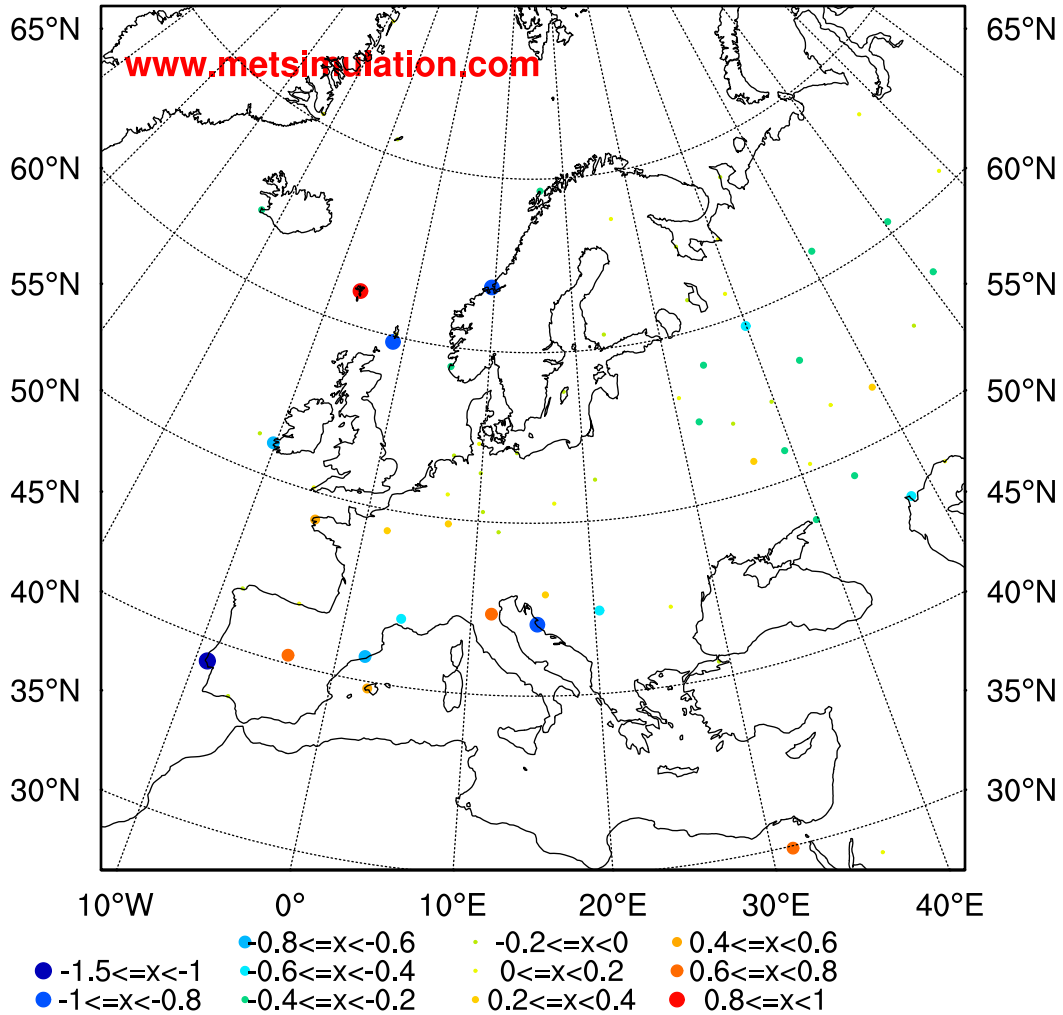 www.metsimulation.com
65°N 65°N
60°N 60°N
55°N 55°N
50°N 50°N
45°N 45°N
40°N 40°N
35°N 35°N
30°N 30°N
10°W 0° 10°E 20°E 30°E 40°E
-0.8<=x<-0.6 -0.2<=x<0 0.4<=x<0.6
-1.5<=x<-1 -0.6<=x<-0.4 0<=x<0.2 0.6<=x<0.8
-1<=x<-0.8 -0.4<=x<-0.2 0.2<=x<0.4 0.8<=x<1